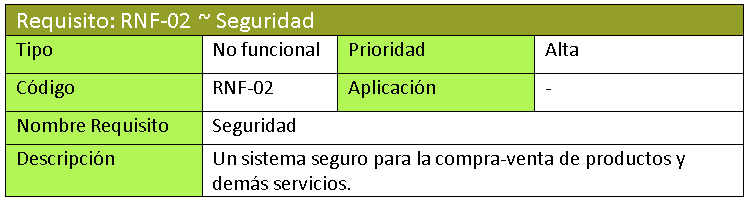 Requisito: RNF-02 ~ Seguridad
Tipo No funcional Prioridad Alta
Código RNF-02 Aplicación -
Nombre Requisito Seguridad
Descripción Un sistema seguro para la compra-venta de productos y
demás servicios.